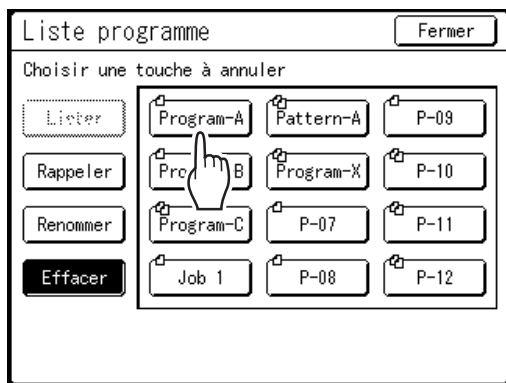 Liste programme Fermer
Choisir une touche à annuler
Lister Program-A Pattern-A P-09
Rappeler Pro B Program-X P-10
Renommer Program-C P-07 P-11
Effacer Job 1 P-08 P-12